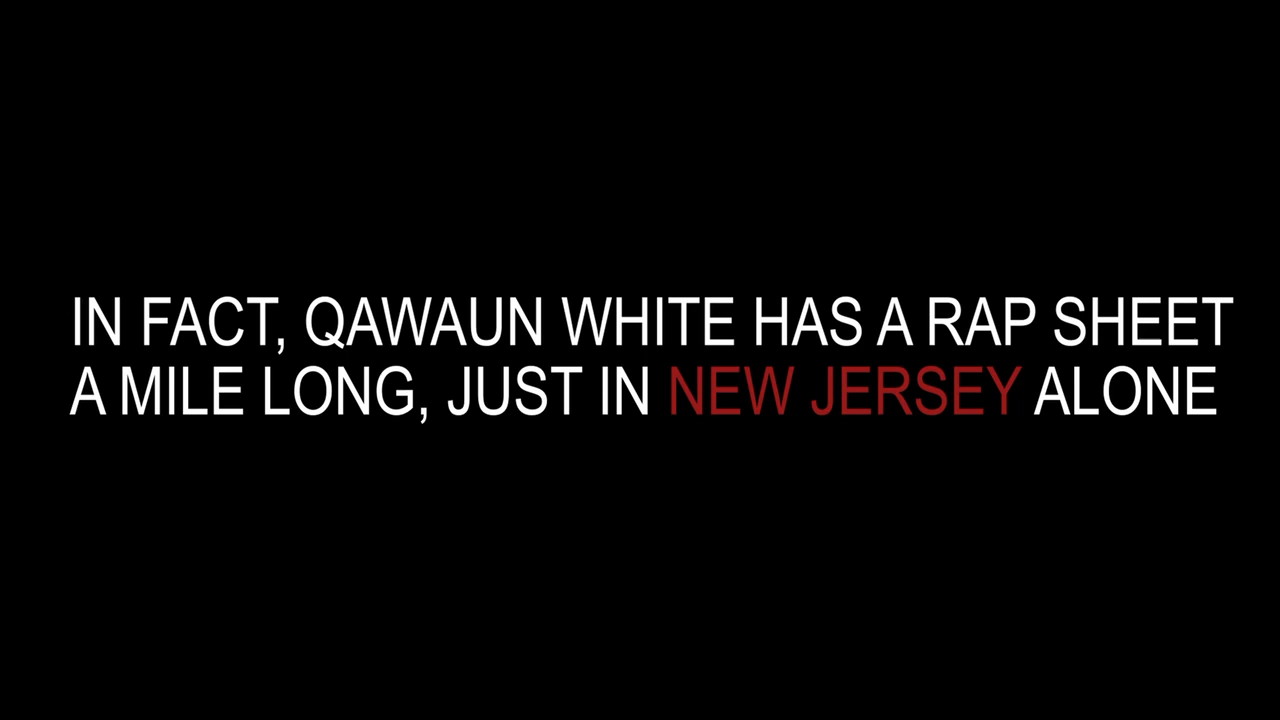 IN FACT, QAWAUN WHITE HAS A RAP SHEET
A MILE LONG, JUST IN NEW JERSEY ALONE